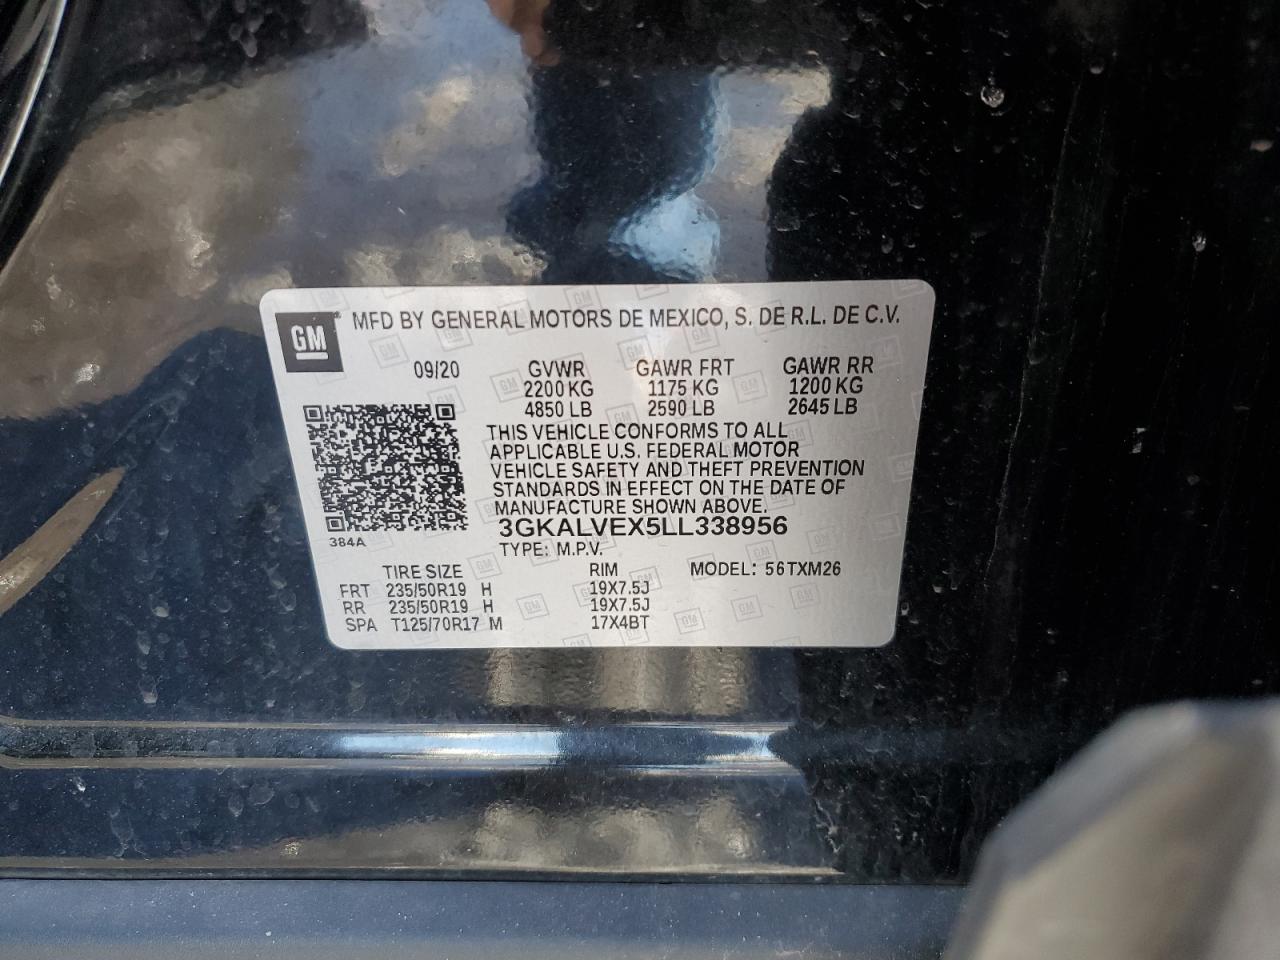 GM MFD BY GENERAL MOTORS DE MEXICO, S. DE R.L. DE C.V.
09/20 GVWR GAWR FRT GAWR RR
2200 KG 1175 KG 1200 KG
4850 LB 2590 LB 2645 LB
THIS VEHICLE CONFORMS TO ALL
APPLICABLE U.S. FEDERAL MOTOR
VEHICLE SAFETY AND THEFT PREVENTION
STANDARDS IN EFFECT ON THE DATE OF
MANUFACTURE SHOWN ABOVE.
3GKALVEX5LL338956
384A
TYPE: M.P.V.
TIRE SIZE RIM MODEL: 56TXM26
FRT 235/50R19 H 19X7.5J
RR 235/50R19 H 19X7.5J
SPA T125/70R17 M 17X4BT